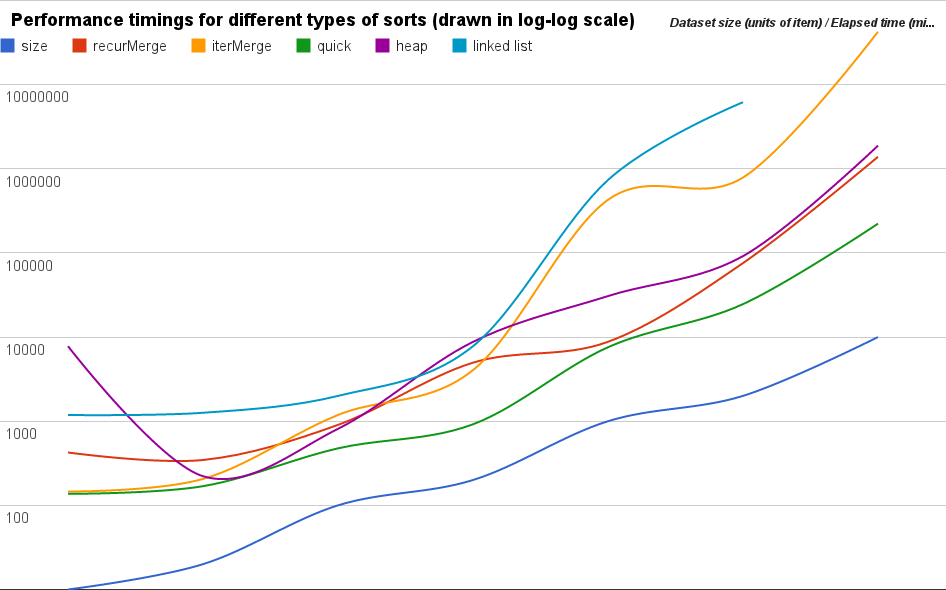 Performance timings for different types of sorts (drawn in log-log scale)
Dataset size (units of item) / Elapsed time (mi...
size recurMerge iterMerge quick heap linked list
10000000
1000000
100000
10000
1000
100